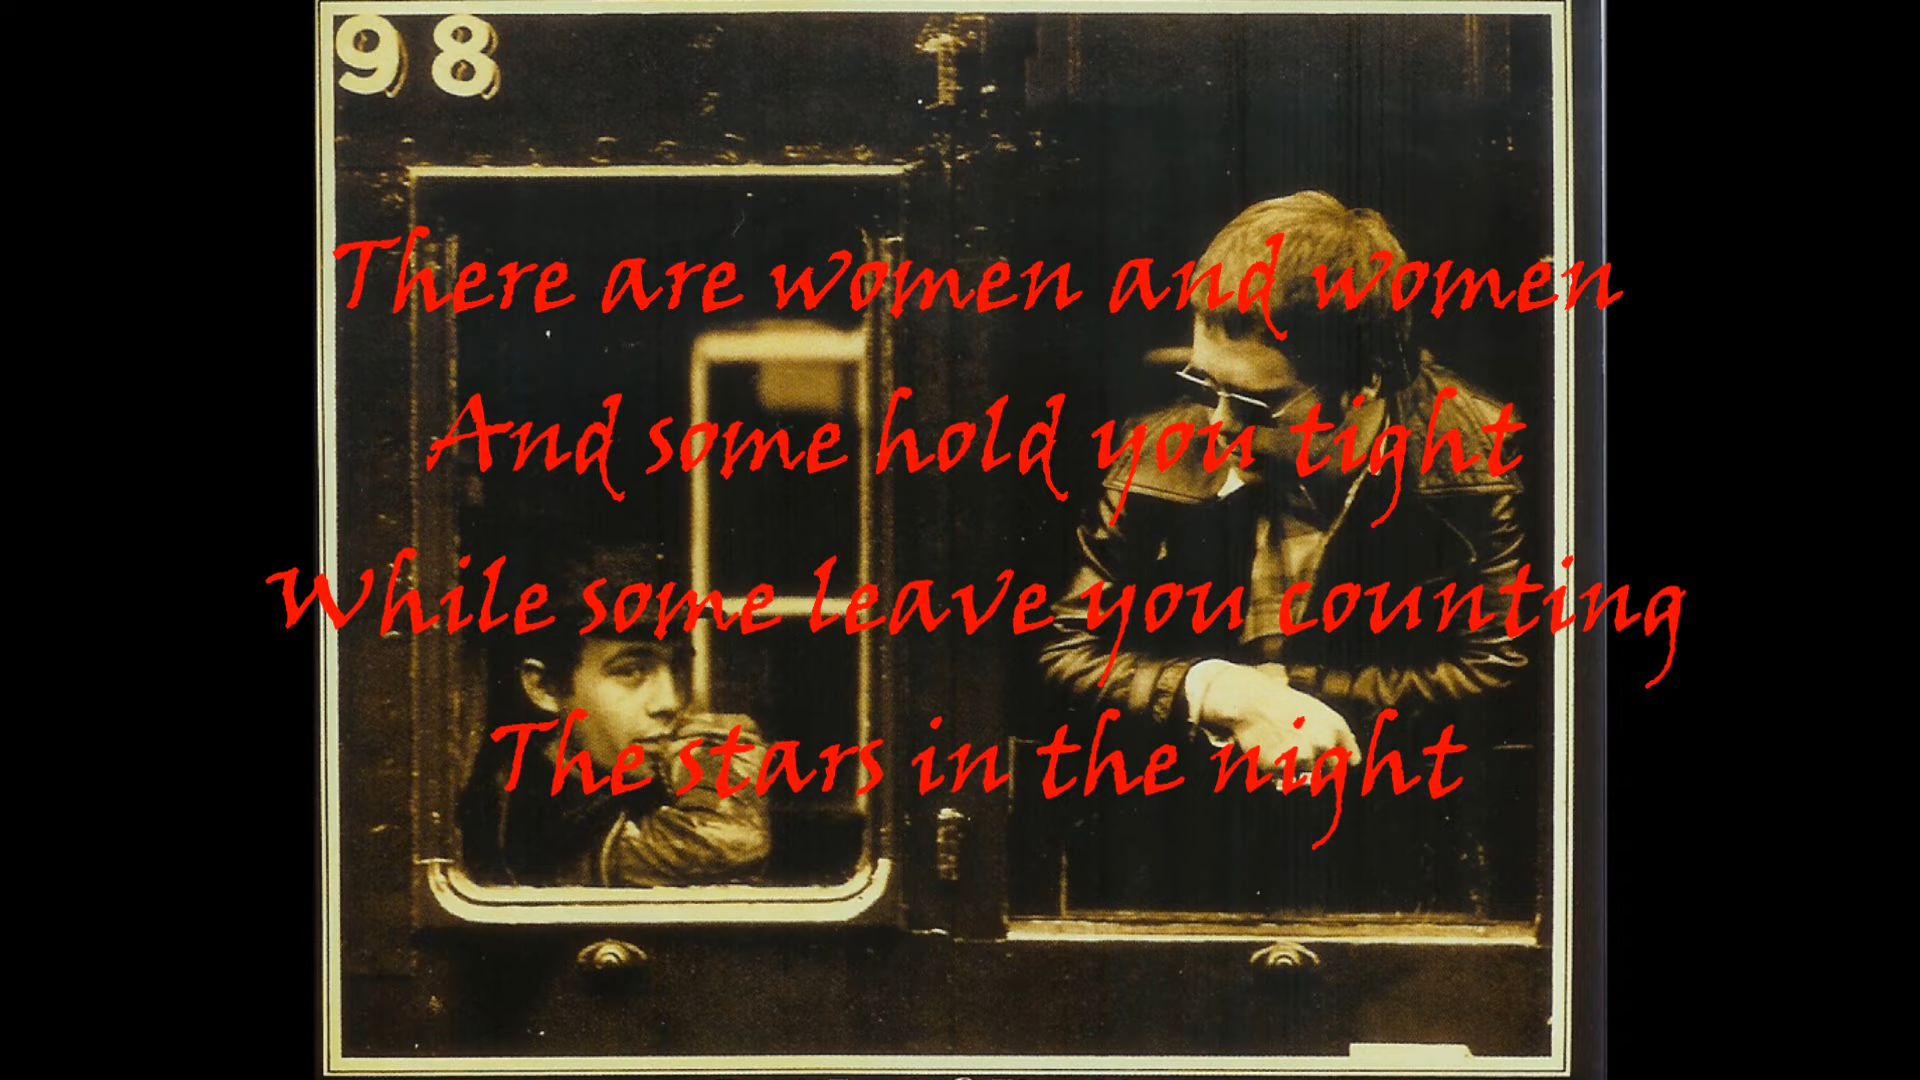 98
There are women and women
And some hold you tight
While some leave you counting
The stars in the night